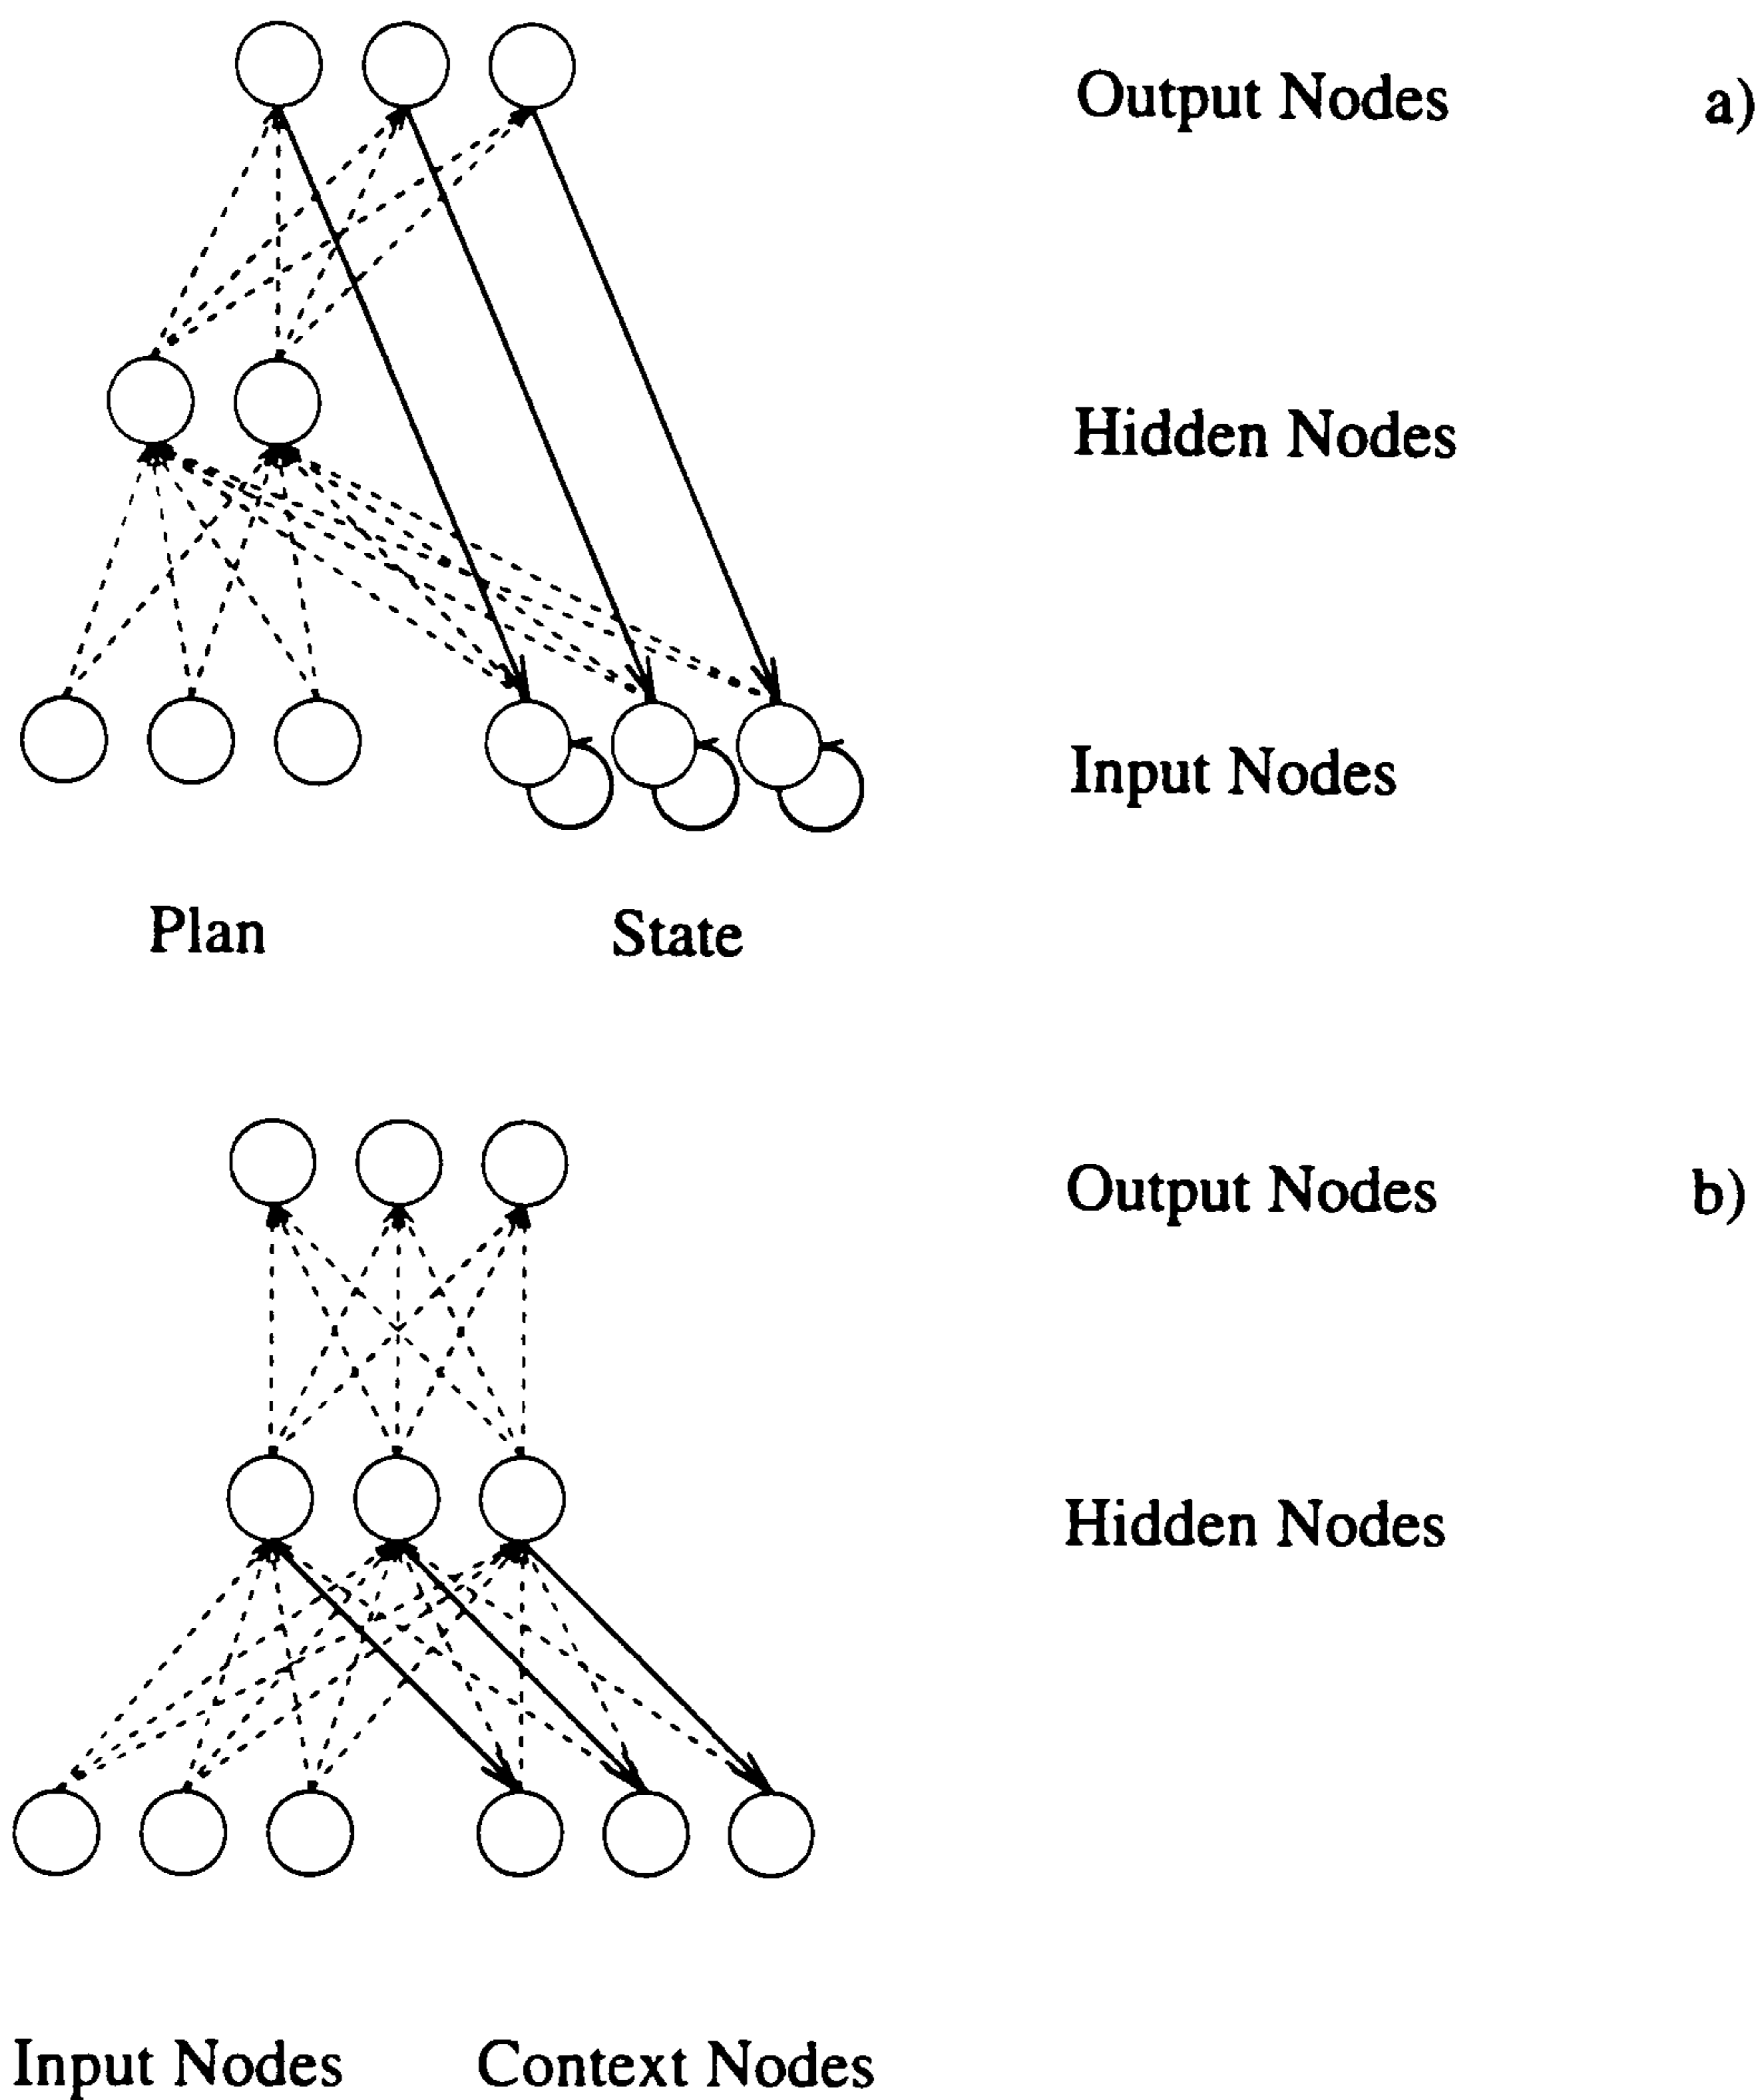 Output Nodes a)
Hidden Nodes
Input Nodes
Plan State
Output Nodes b)
Hidden Nodes
Input Nodes Context Nodes